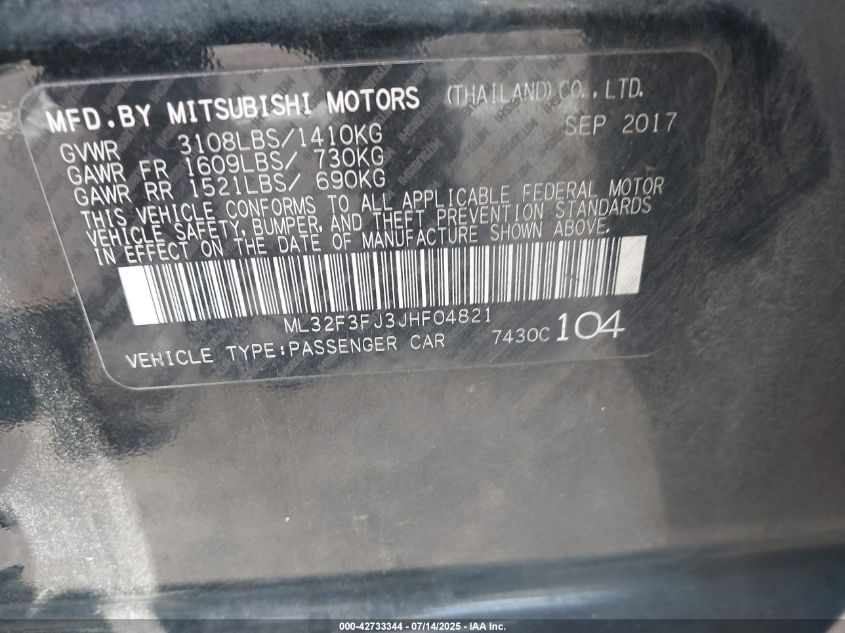 MFD.BY MITSUBISHI MOTORS (THAILAND) CO., LTD.
GVWR 3108LBS/1410KG SEP 2017
GAWR FR 1609LBS/ 730KG
GAWR RR 1521LBS/ 690KG
THIS VEHICLE CONFORMS TO ALL APPLICABLE FEDERAL MOTOR
VEHICLE SAFETY, BUMPER, AND THEFT PREVENTION STANDARDS
IN EFFECT ON THE DATE OF MANUFACTURE SHOWN ABOVE.
ML32F3FJ3JHF04821
VEHICLE TYPE:PASSENGER CAR 7430C 104
000-42733344 - 07/14/2025 - IAA Inc.